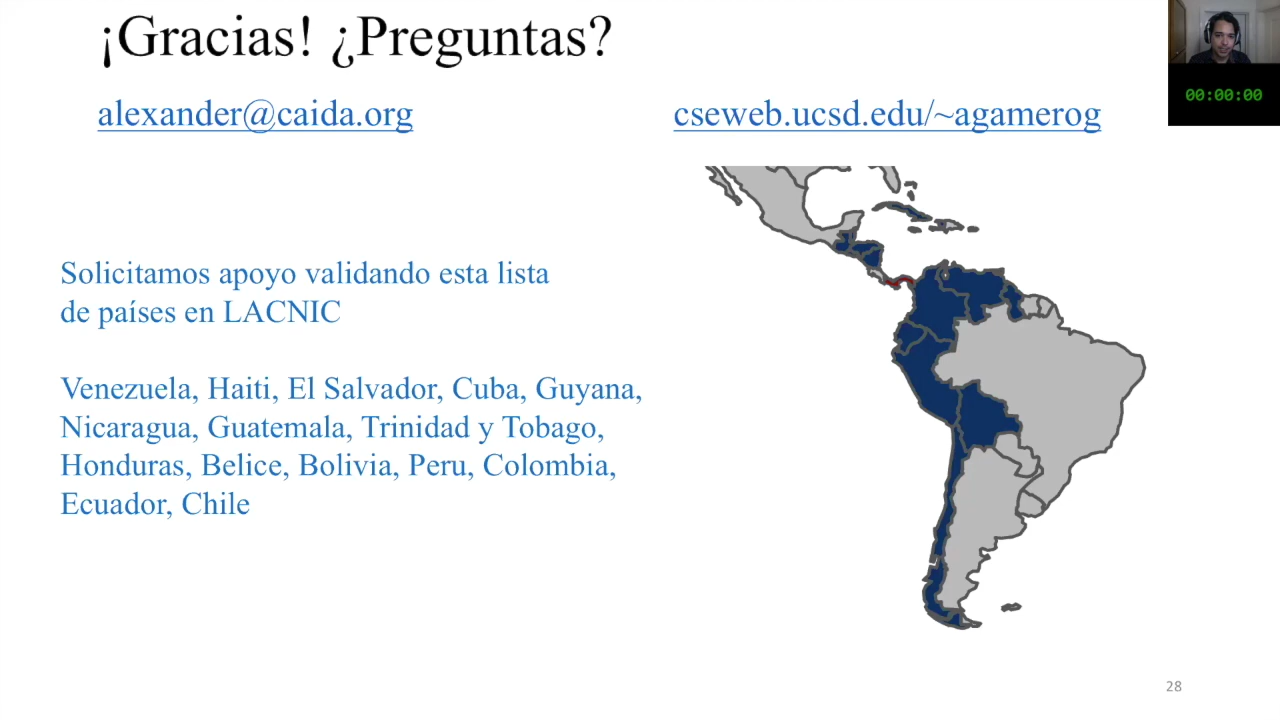 ¡Gracias! ¿Preguntas?
alexander@caida.org
cseweb.ucsd.edu/~agamerog
00:00:00
Solicitamos apoyo validando esta lista
de países en LACNIC
Venezuela, Haiti, El Salvador, Cuba, Guyana,
Nicaragua, Guatemala, Trinidad y Tobago,
Honduras, Belice, Bolivia, Peru, Colombia,
Ecuador, Chile
28